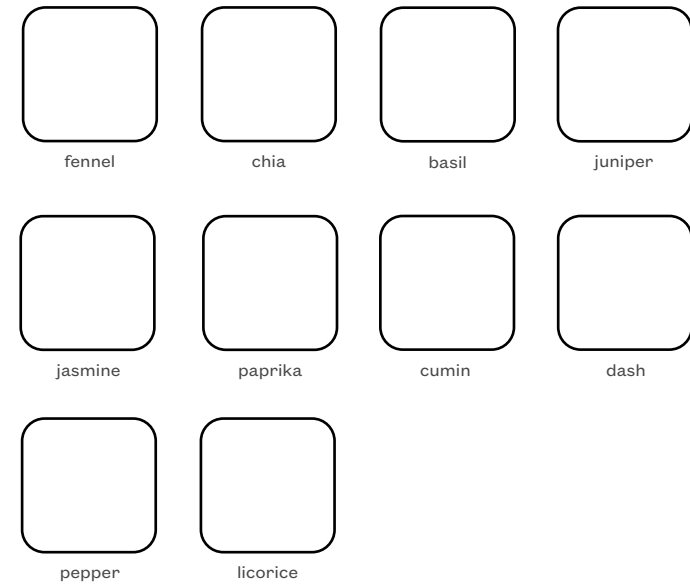 fennel chia basil juniper
jasmine paprika cumin dash
pepper licorice